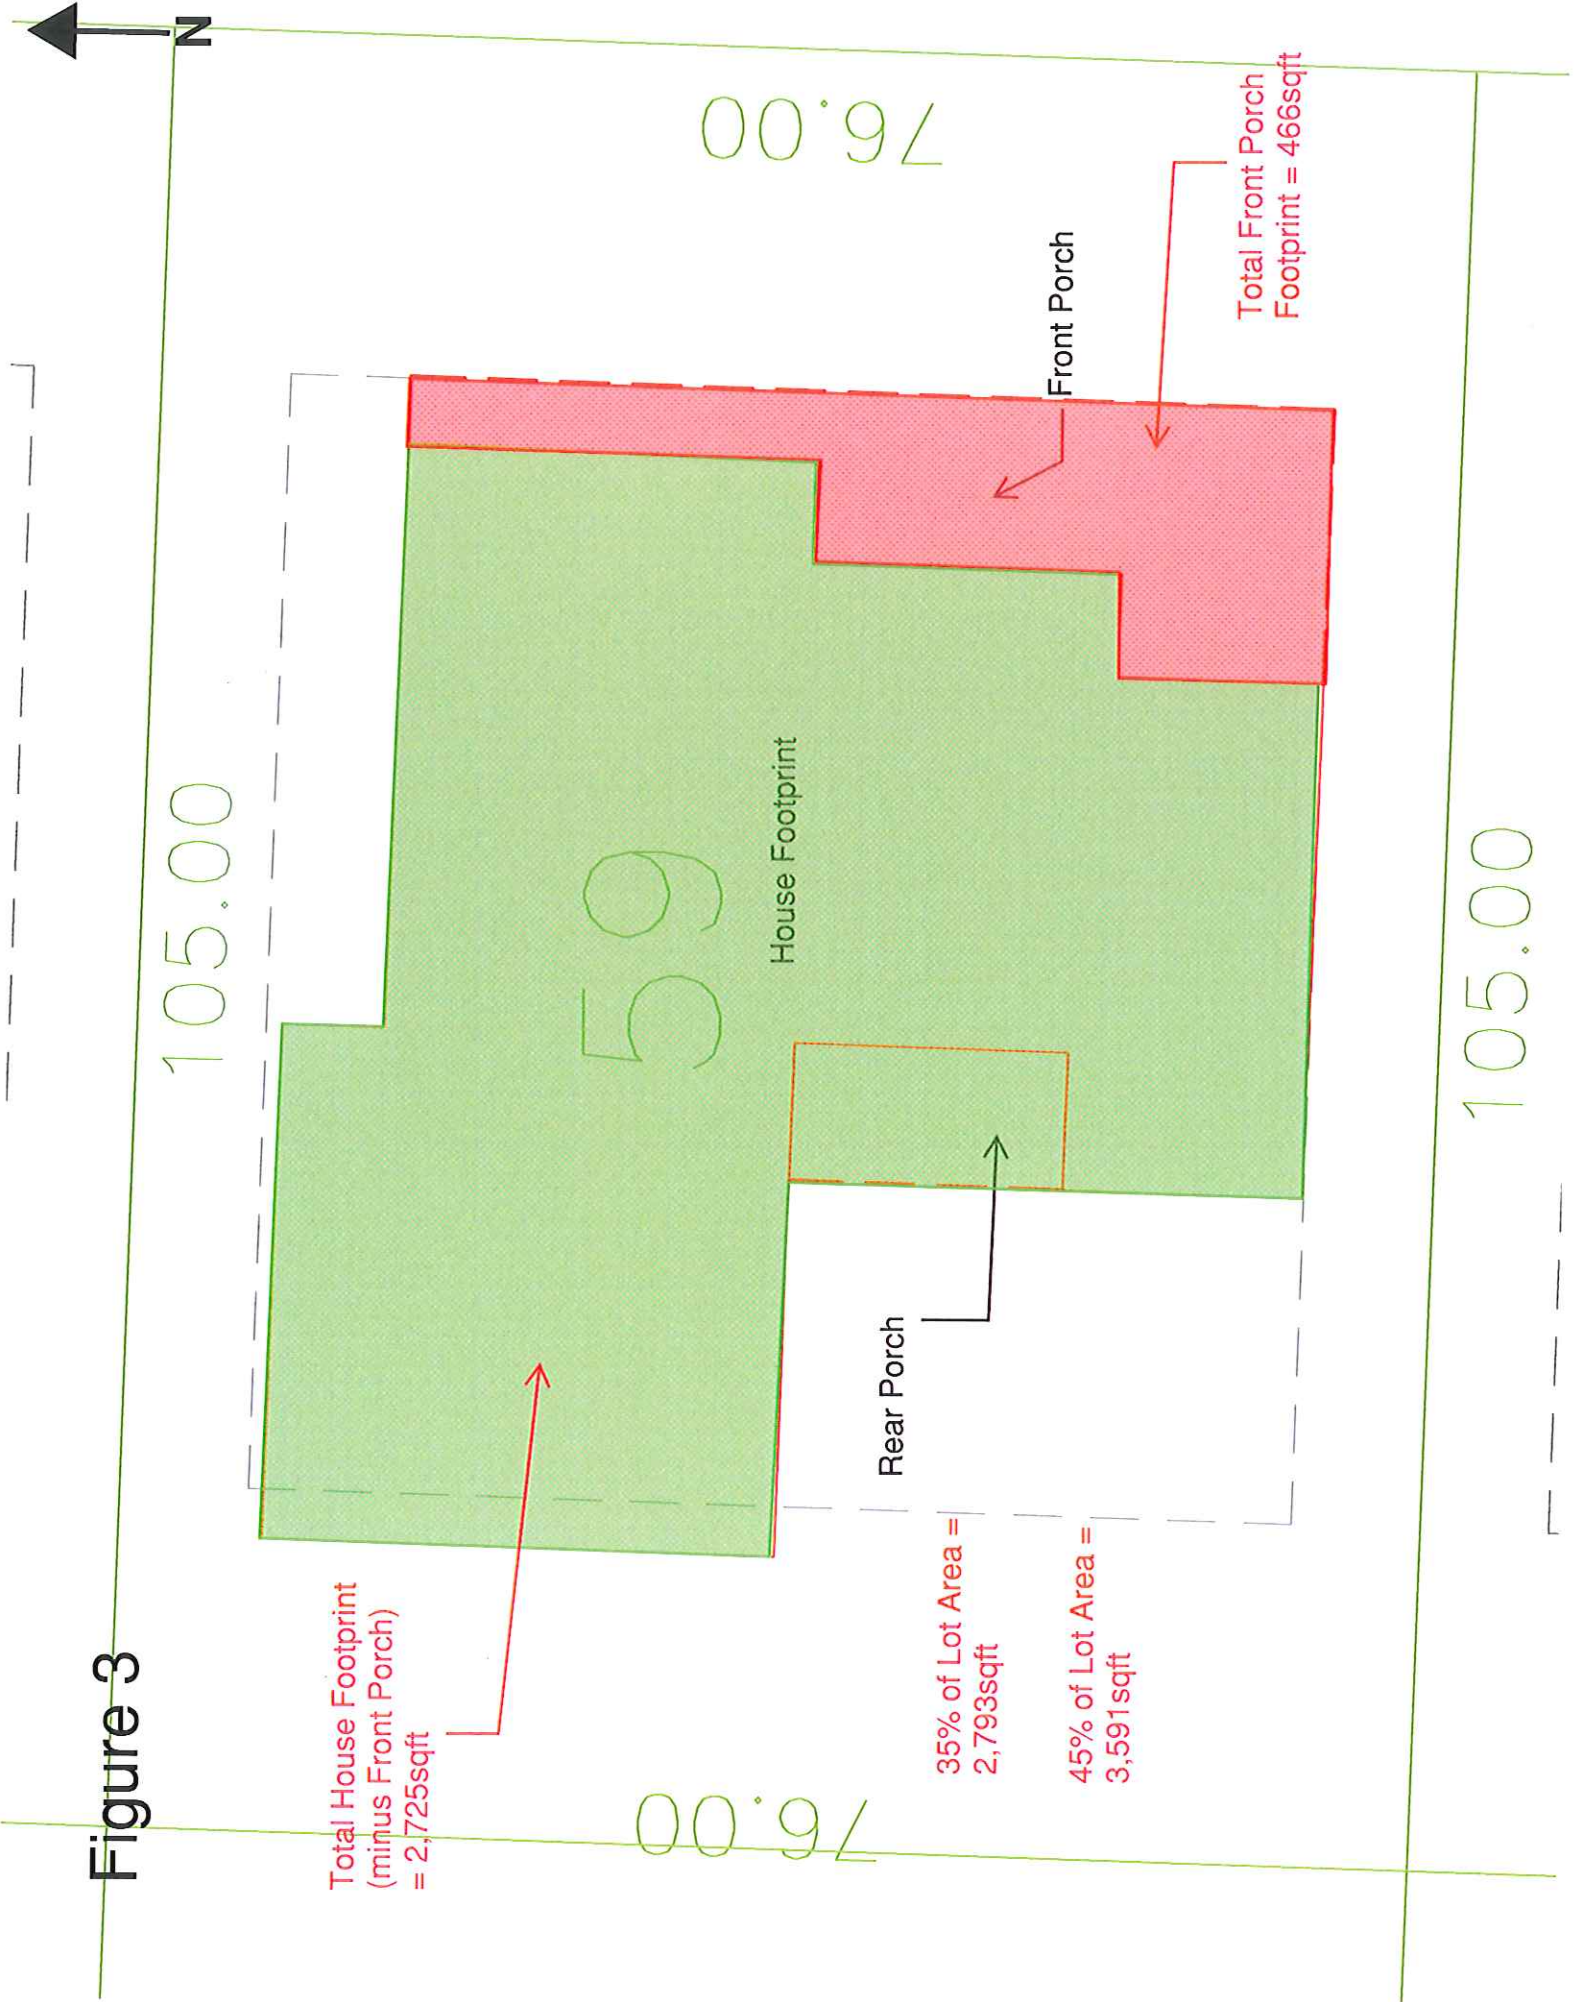 Figure 3
N
Total House Footprint
(minus Front Porch)
= 2,725sqft
105.00
76.00
59
House Footprint
Rear Porch
Front Porch
35% of Lot Area =
2,793sqft
45% of Lot Area =
3,591sqft
Total Front Porch
Footprint = 466sqft
76.00
105.00